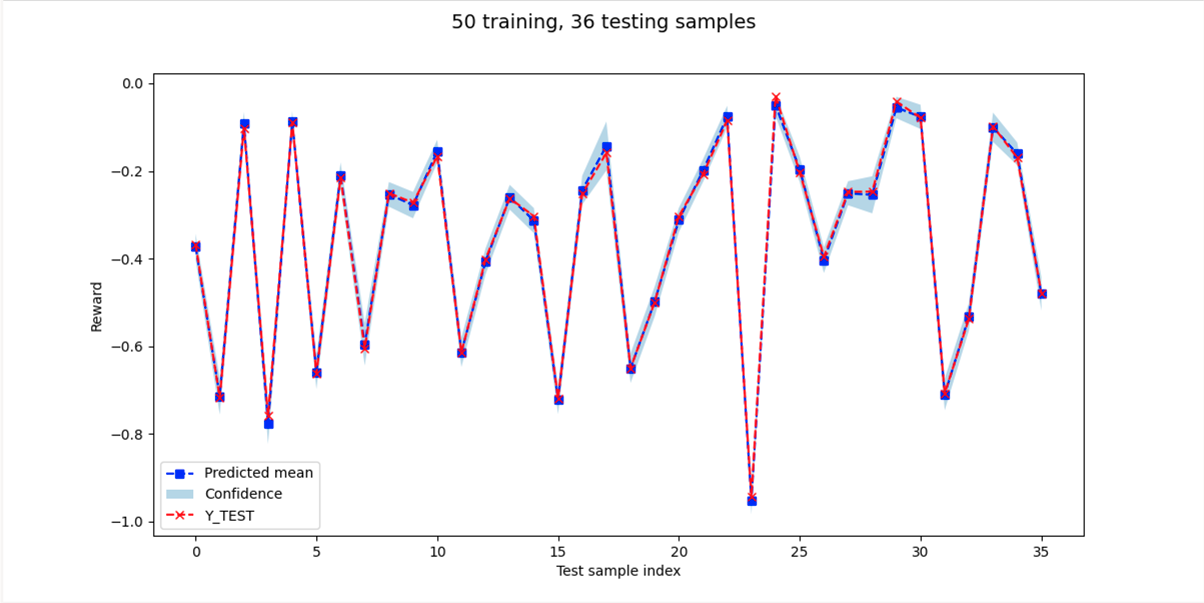 50 training, 36 testing samples
0.0
−0.2
−0.4
−0.6
−0.8
−1.0
Reward
Predicted mean
Confidence
Y_TEST
0 5 10 15 20 25 30 35
Test sample index